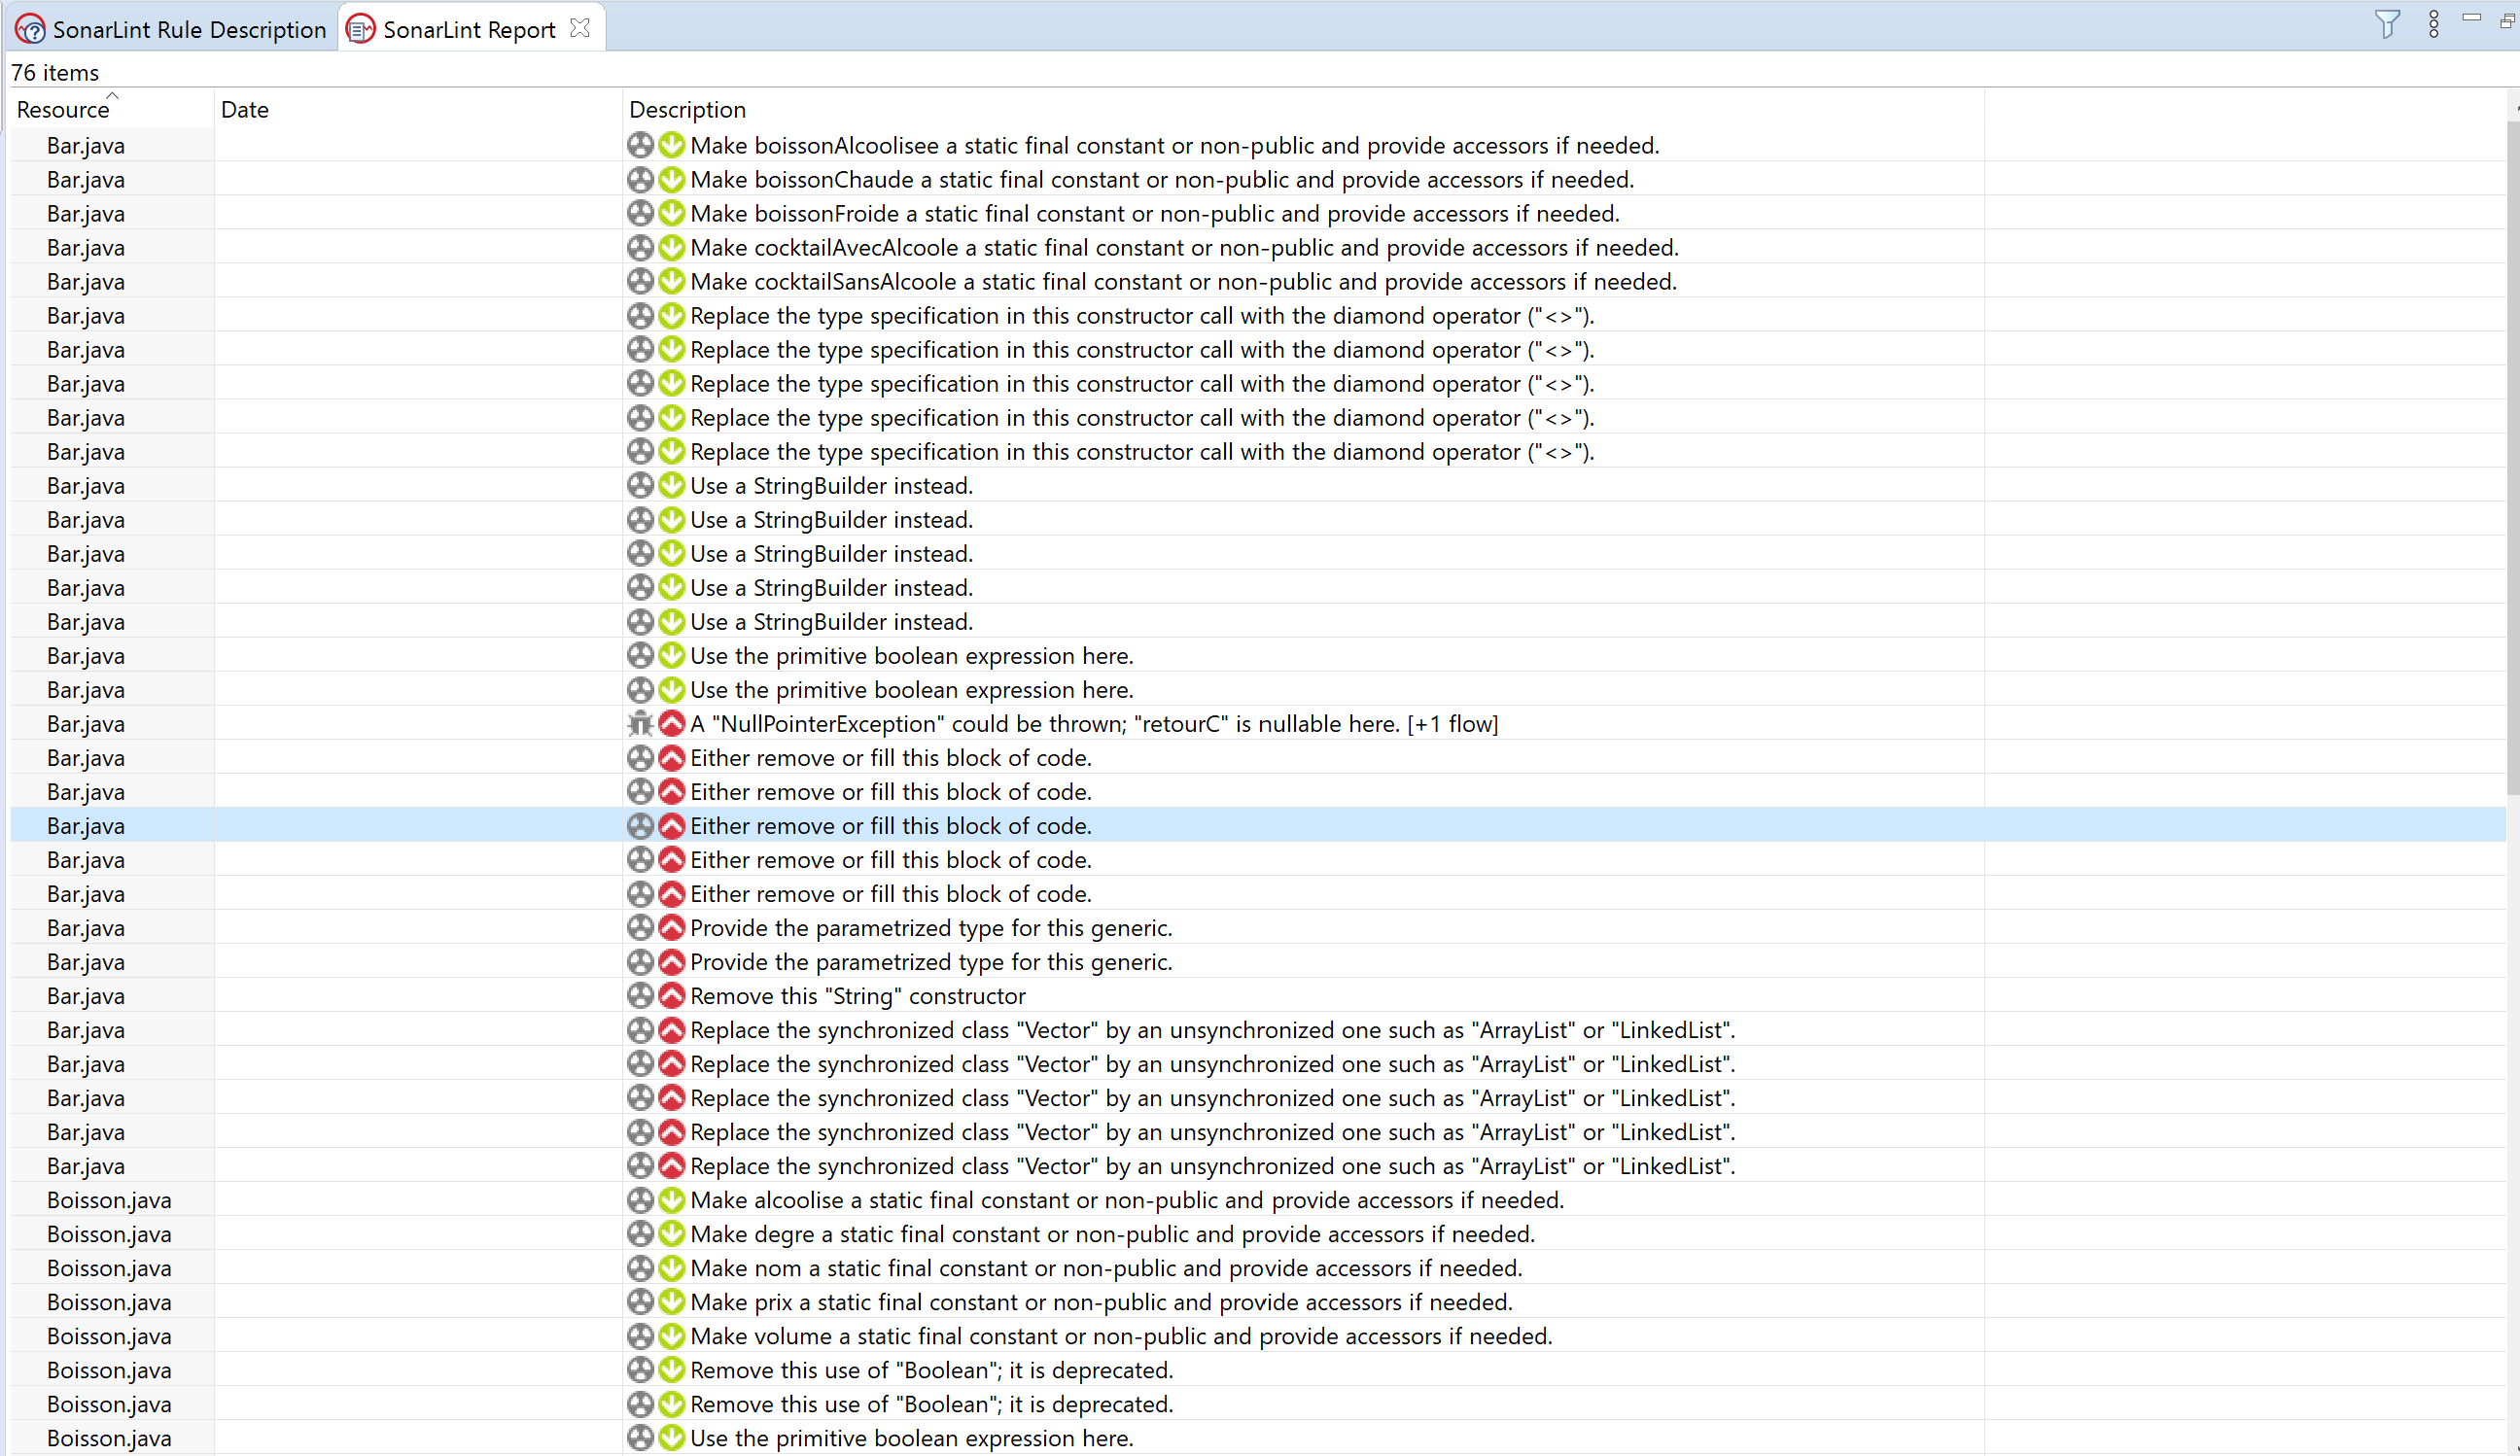 SonarLint Rule Description SonarLint Report
76 items
Resource Date Description
Bar.java Make boissonAlcoolisee a static final constant or non-public and provide accessors if needed.
Bar.java Make boissonChaude a static final constant or non-public and provide accessors if needed.
Bar.java Make boissonFroide a static final constant or non-public and provide accessors if needed.
Bar.java Make cocktailAvecAlcoole a static final constant or non-public and provide accessors if needed.
Bar.java Make cocktailSansAlcoole a static final constant or non-public and provide accessors if needed.
Bar.java Replace the type specification in this constructor call with the diamond operator ("<>").
Bar.java Replace the type specification in this constructor call with the diamond operator ("<>").
Bar.java Replace the type specification in this constructor call with the diamond operator ("<>").
Bar.java Replace the type specification in this constructor call with the diamond operator ("<>").
Bar.java Replace the type specification in this constructor call with the diamond operator ("<>").
Bar.java Use a StringBuilder instead.
Bar.java Use a StringBuilder instead.
Bar.java Use a StringBuilder instead.
Bar.java Use a StringBuilder instead.
Bar.java Use a StringBuilder instead.
Bar.java Use the primitive boolean expression here.
Bar.java Use the primitive boolean expression here.
Bar.java A "NullPointerException" could be thrown; "retourC" is nullable here. [+1 flow]
Bar.java Either remove or fill this block of code.
Bar.java Either remove or fill this block of code.
Bar.java Either remove or fill this block of code.
Bar.java Either remove or fill this block of code.
Bar.java Either remove or fill this block of code.
Bar.java Provide the parametrized type for this generic.
Bar.java Provide the parametrized type for this generic.
Bar.java Remove this "String" constructor
Bar.java Replace the synchronized class "Vector" by an unsynchronized one such as "ArrayList" or "LinkedList".
Bar.java Replace the synchronized class "Vector" by an unsynchronized one such as "ArrayList" or "LinkedList".
Bar.java Replace the synchronized class "Vector" by an unsynchronized one such as "ArrayList" or "LinkedList".
Bar.java Replace the synchronized class "Vector" by an unsynchronized one such as "ArrayList" or "LinkedList".
Bar.java Replace the synchronized class "Vector" by an unsynchronized one such as "ArrayList" or "LinkedList".
Boisson.java Make alcoolise a static final constant or non-public and provide accessors if needed.
Boisson.java Make degre a static final constant or non-public and provide accessors if needed.
Boisson.java Make nom a static final constant or non-public and provide accessors if needed.
Boisson.java Make prix a static final constant or non-public and provide accessors if needed.
Boisson.java Make volume a static final constant or non-public and provide accessors if needed.
Boisson.java Remove this use of "Boolean"; it is deprecated.
Boisson.java Remove this use of "Boolean"; it is deprecated.
Boisson.java Use the primitive boolean expression here.